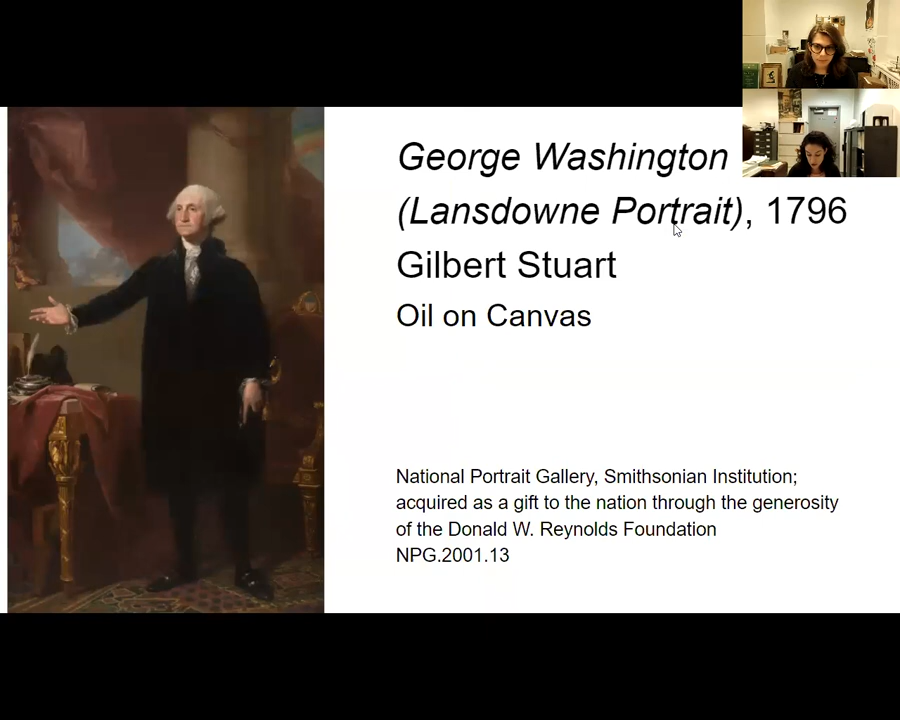 George Washington
(Lansdowne Portrait), 1796
Gilbert Stuart
Oil on Canvas
National Portrait Gallery, Smithsonian Institution;
acquired as a gift to the nation through the generosity
of the Donald W. Reynolds Foundation
NPG.2001.13